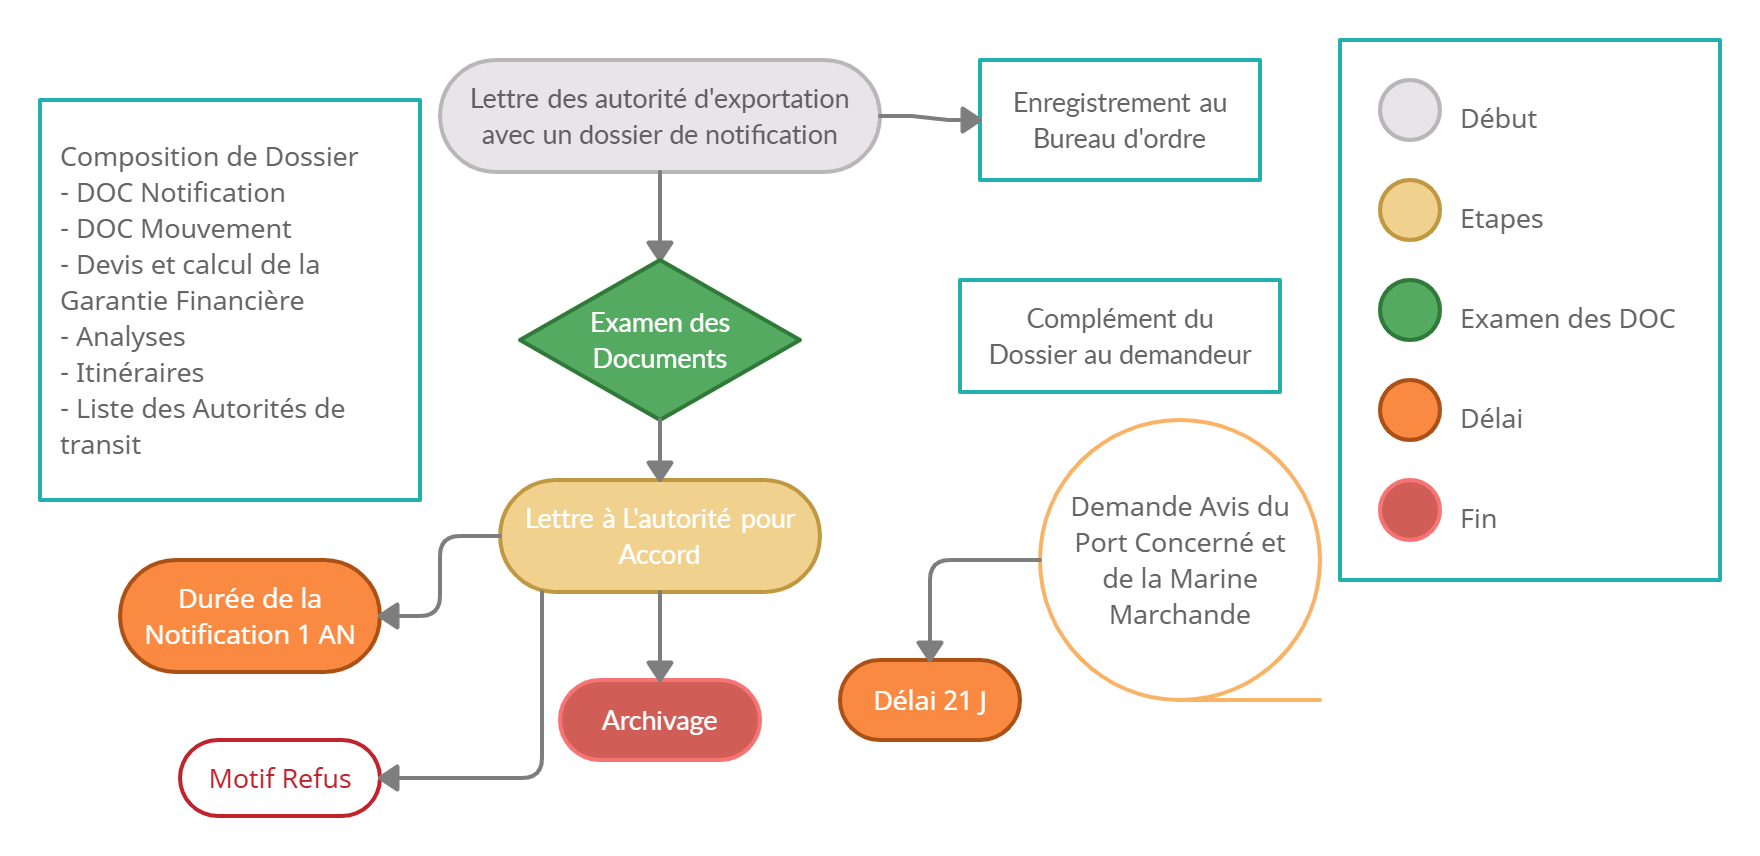 Lettre des autorité d'exportation
avec un dossier de notification
Enregistrement au
Bureau d'ordre
Composition de Dossier
- DOC Notification
- DOC Mouvement
- Devis et calcul de la
Garantie Financière
- Analyses
- Itinéraires
- Liste des Autorités de
transit
Examen des
Documents
Complément du
Dossier au demandeur
Lettre à L'autorité pour
Accord
Demande Avis du
Port Concerné et
de la Marine
Marchande
Durée de la
Notification 1 AN
Délai 21 J
Archivage
Motif Refus
Début
Etapes
Examen des DOC
Délai
Fin